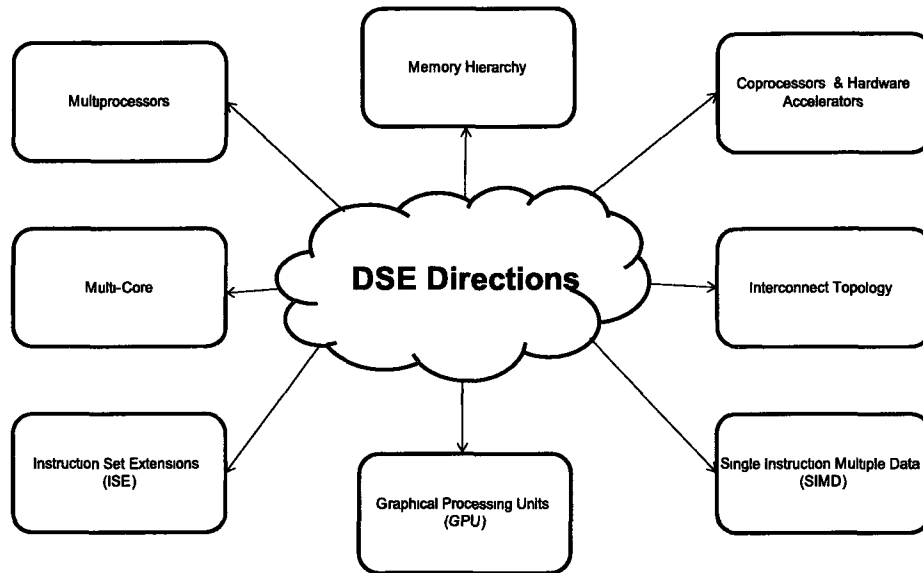 Memory Hierarchy
Multiprocessors
Coprocessors & Hardware
Accelerators
Multi-Core
DSE Directions
Interconnect Topology
Instruction Set Extensions
(ISE)
Graphical Processing Units
(GPU)
Single Instruction Multiple Data
(SIMD)